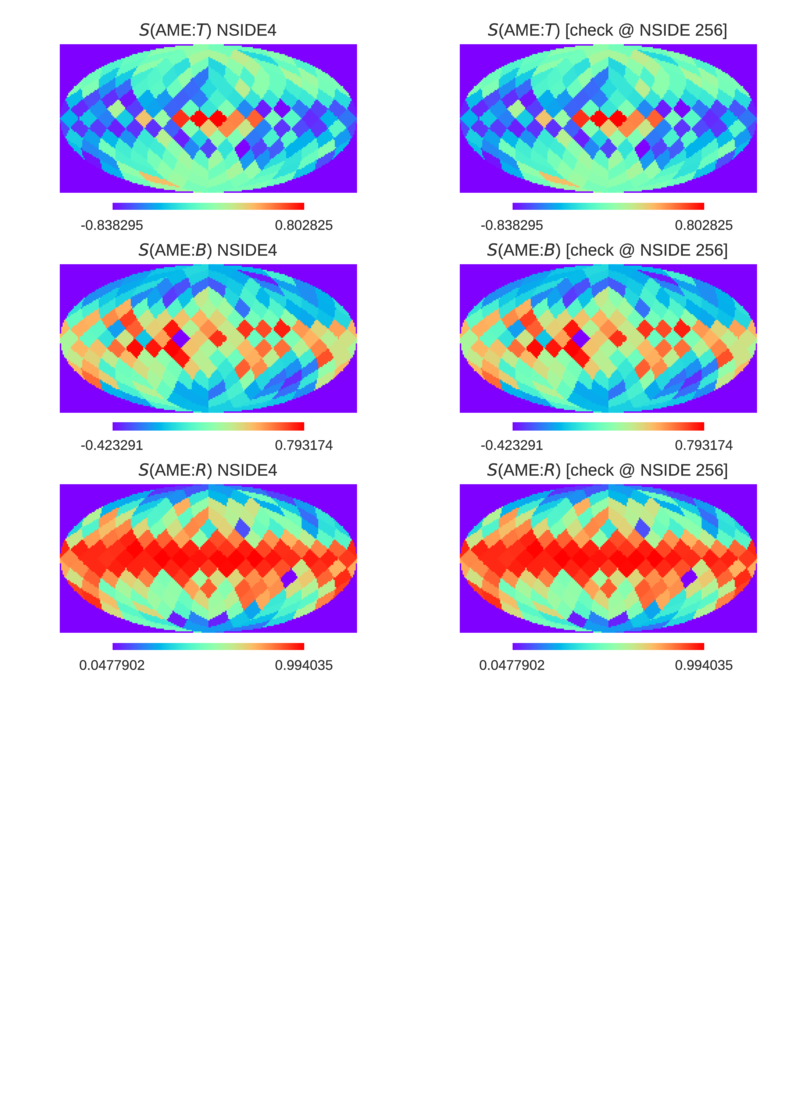 S(AME:T) NSIDE4
S(AME:T) [check @ NSIDE 256]
-0.838295 0.802825
-0.838295 0.802825
S(AME:B) NSIDE4
S(AME:B) [check @ NSIDE 256]
-0.423291 0.793174
-0.423291 0.793174
S(AME:R) NSIDE4
S(AME:R) [check @ NSIDE 256]
0.0477902 0.994035
0.0477902 0.994035